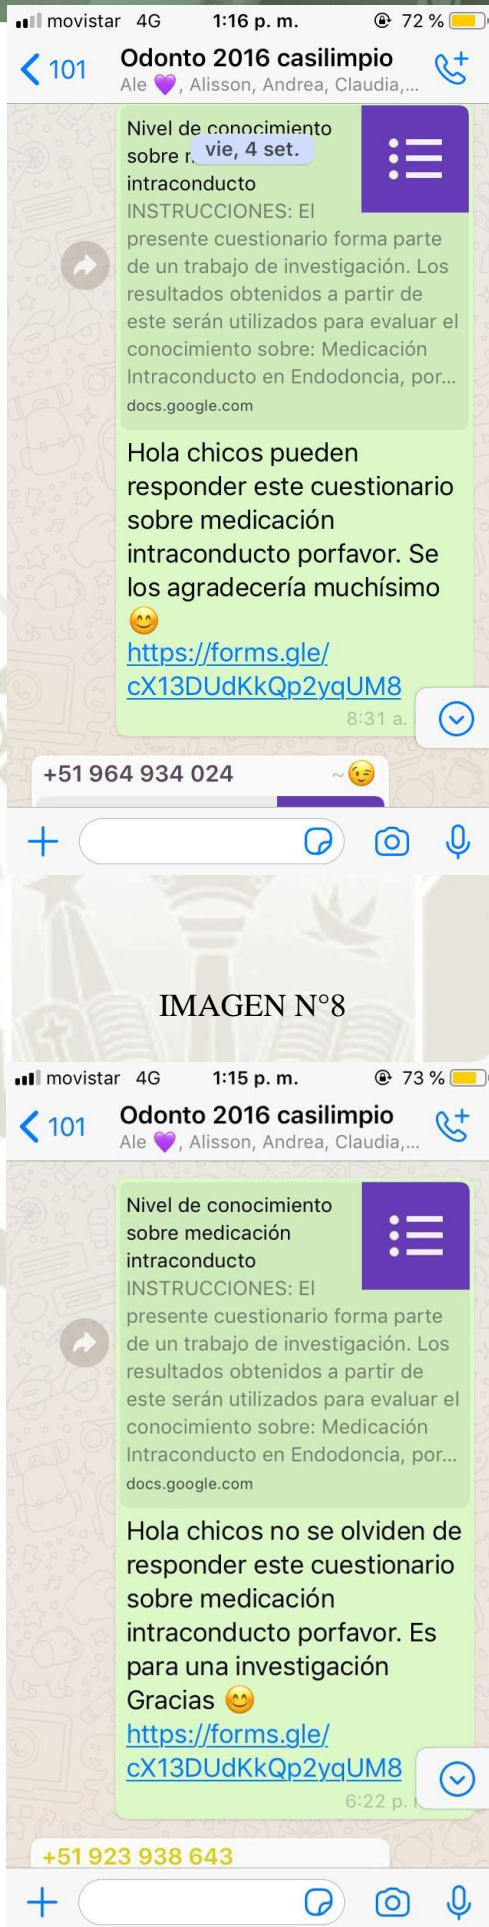 movistar 4G 1:16 p. m. 72 %
101 Odonto 2016 casilimpio
Ale 💜, Alisson, Andrea, Claudia,...
vie, 4 set.
Nivel de conocimiento
sobre
intraconducto
INSTRUCCIONES: El
presente cuestionario forma parte
de un trabajo de investigación. Los
resultados obtenidos a partir de
este serán utilizados para evaluar el
conocimiento sobre: Medicación
Intraconducto en Endodoncia, por...
docs.google.com
Hola chicos pueden
responder este cuestionario
sobre medicación
intraconducto porfavor. Se
los agradecería muchísimo
😊
https://forms.gle/
cX13DUdKkQp2yqUM8
8:31 a.
+51 964 934 024 ~😉
IMAGEN N°8
movistar 4G 1:15 p. m. 73 %
101 Odonto 2016 casilimpio
Ale 💜, Alisson, Andrea, Claudia,...
Nivel de conocimiento
sobre medicación
intraconducto
INSTRUCCIONES: El
presente cuestionario forma parte
de un trabajo de investigación. Los
resultados obtenidos a partir de
este serán utilizados para evaluar el
conocimiento sobre: Medicación
Intraconducto en Endodoncia, por...
docs.google.com
Hola chicos no se olviden de
responder este cuestionario
sobre medicación
intraconducto porfavor. Es
para una investigación
Gracias 😊
https://forms.gle/
cX13DUdKkQp2yqUM8
6:22 p.
+51 923 938 643